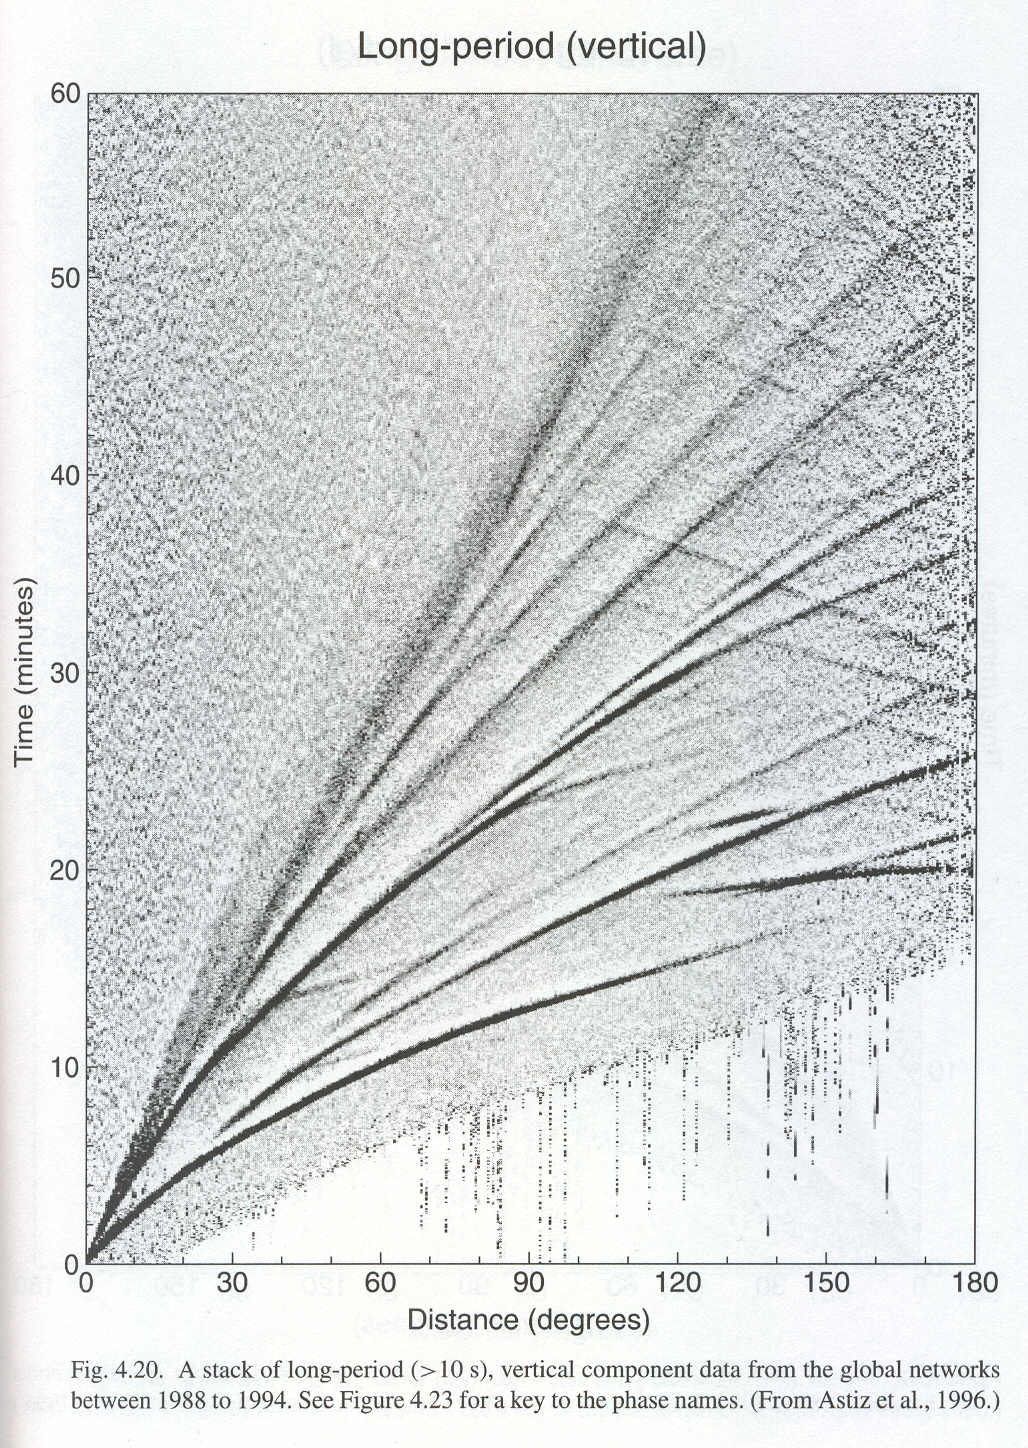 Long-period (vertical)
60
50
40
30
20
10
0
Time (minutes)
0 30 60 90 120 150 180
Distance (degrees)
Fig. 4.20. A stack of long-period (>10 s), vertical component data from the global networks
between 1988 to 1994. See Figure 4.23 for a key to the phase names. (From Astiz et al., 1996.)